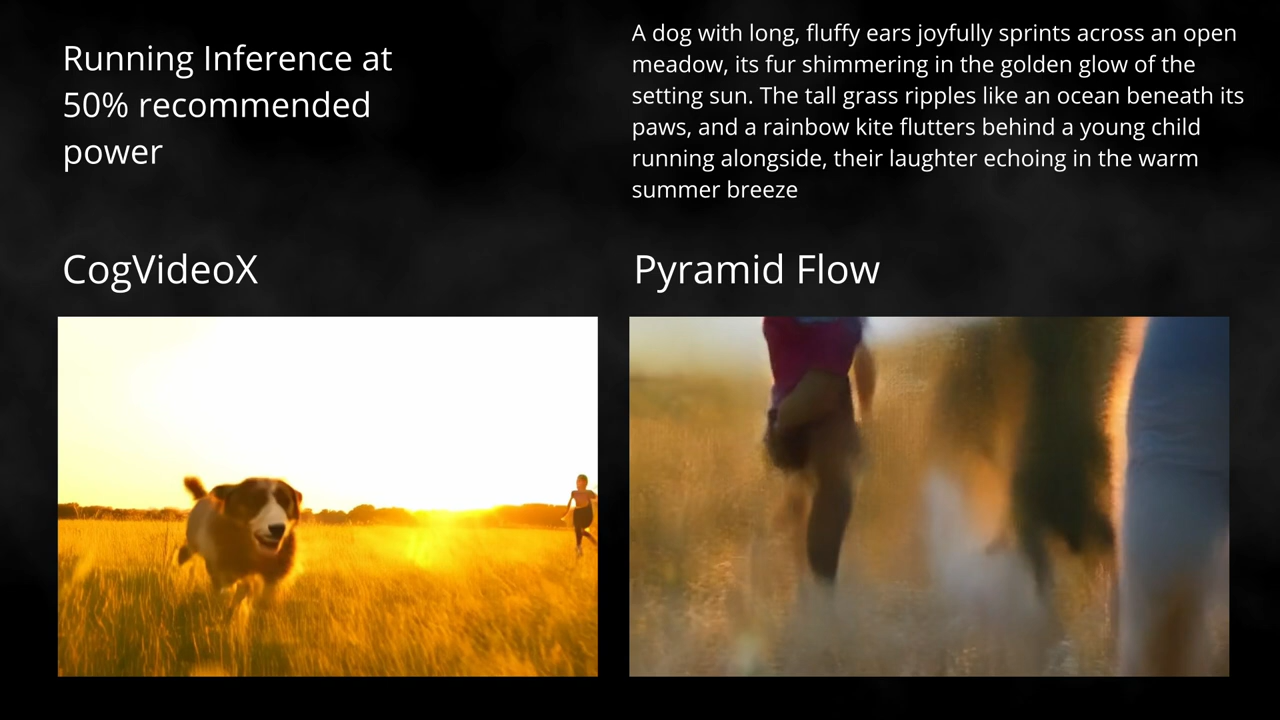 Running Inference at
50% recommended
power
A dog with long, fluffy ears joyfully sprints across an open
meadow, its fur shimmering in the golden glow of the
setting sun. The tall grass ripples like an ocean beneath its
paws, and a rainbow kite flutters behind a young child
running alongside, their laughter echoing in the warm
summer breeze
CogVideoX
Pyramid Flow